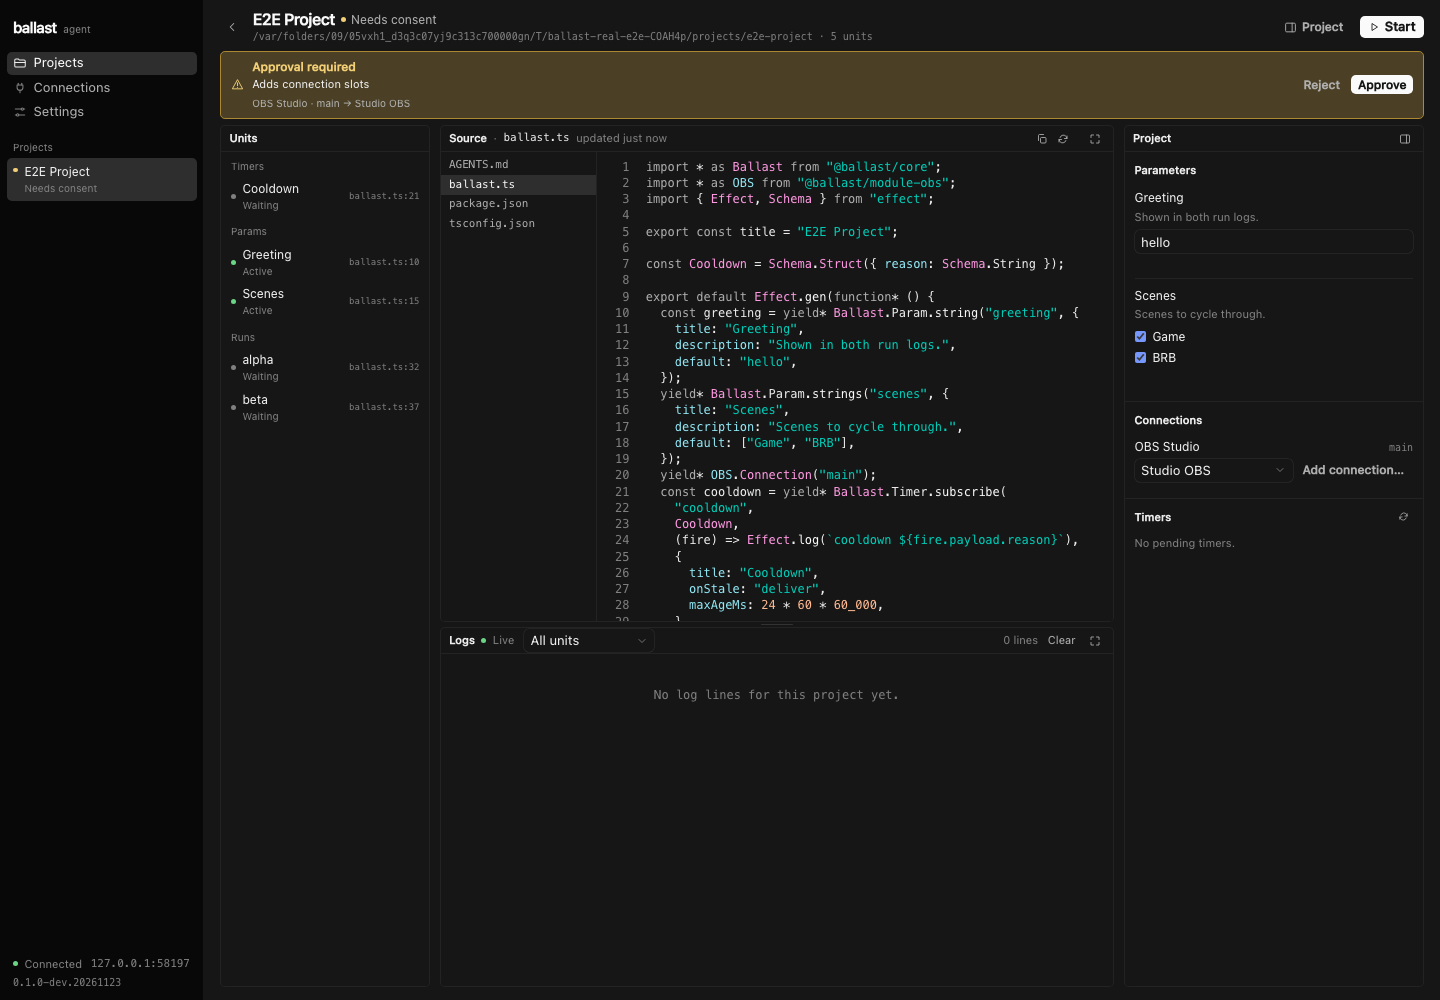 ballast agent
Projects
Connections
Settings
Projects
E2E Project
Needs consent
Connected 127.0.0.1:58197
0.1.0-dev.20261123
E2E Project Needs consent
/var/folders/09/05vxh1_d3q3c07yj9c313c700000gn/T/ballast-real-e2e-COAH4p/projects/e2e-project · 5 units
Project
Start
Approval required
Adds connection slots
OBS Studio · main → Studio OBS
Reject
Approve
Units
Timers
Cooldown
Waiting
ballast.ts:21
Params
Greeting
Active
ballast.ts:10
Scenes
Active
ballast.ts:15
Runs
alpha
Waiting
ballast.ts:32
beta
Waiting
ballast.ts:37
Source · ballast.ts updated just now
AGENTS.md
ballast.ts
package.json
tsconfig.json
1 import * as Ballast from "@ballast/core";
2 import * as OBS from "@ballast/module-obs";
3 import { Effect, Schema } from "effect";
4
5 export const title = "E2E Project";
6
7 const Cooldown = Schema.Struct({ reason: Schema.String });
8
9 export default Effect.gen(function* () {
10 const greeting = yield* Ballast.Param.string("greeting", {
11 title: "Greeting",
12 description: "Shown in both run logs.",
13 default: "hello",
14 });
15 yield* Ballast.Param.strings("scenes", {
16 title: "Scenes",
17 description: "Scenes to cycle through.",
18 default: ["Game", "BRB"],
19 });
20 yield* OBS.Connection("main");
21 const cooldown = yield* Ballast.Timer.subscribe(
22 "cooldown",
23 Cooldown,
24 (fire) => Effect.log(`cooldown ${fire.payload.reason}`),
25 {
26 title: "Cooldown",
27 onStale: "deliver",
28 maxAgeMs: 24 * 60 * 60_000,
29 }
Logs Live All units
0 lines Clear
No log lines for this project yet.
Project
Parameters
Greeting
Shown in both run logs.
hello
Scenes
Scenes to cycle through.
Game
BRB
Connections
OBS Studio main
Studio OBS Add connection...
Timers
No pending timers.